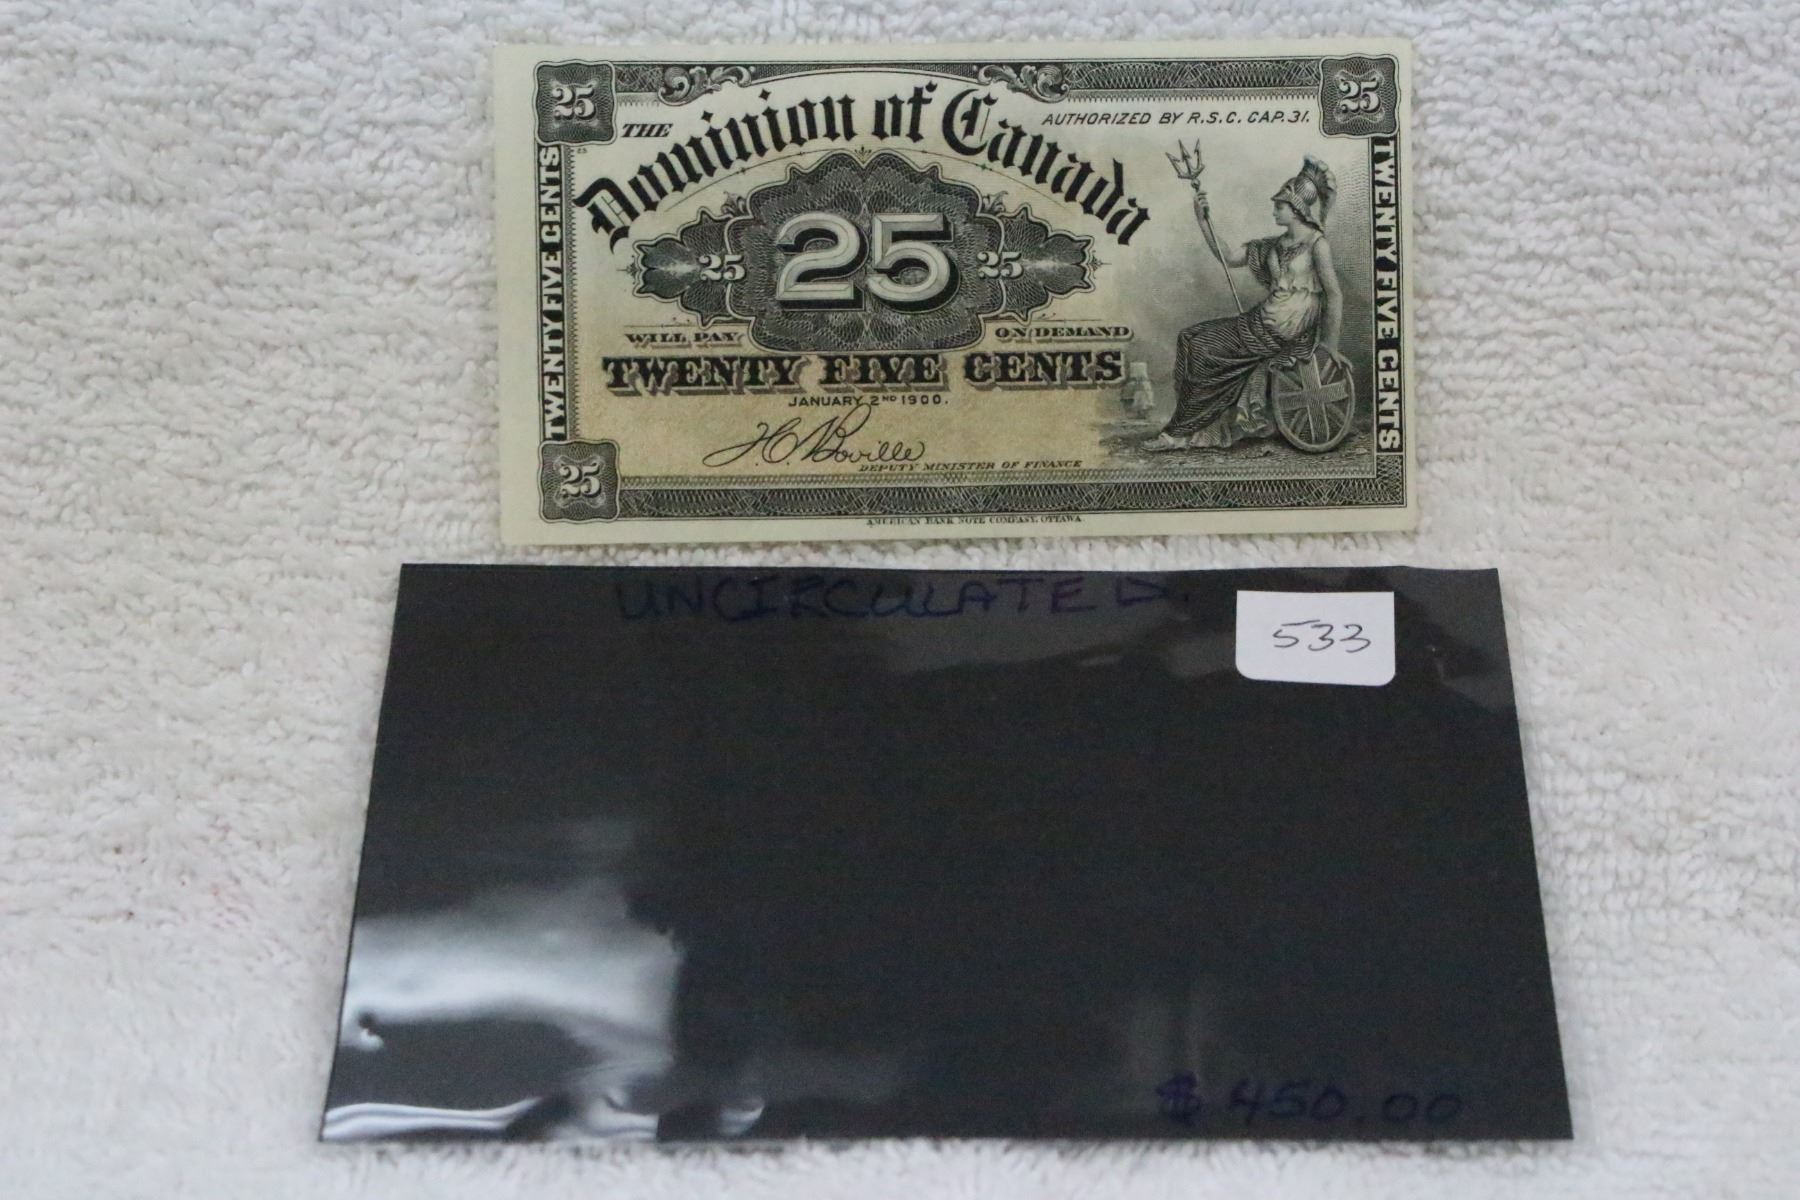 25
25
THE
Dominion of Canada
AUTHORIZED BY R.S.C. CAP. 31.
TWENTY FIVE CENTS
TWENTY FIVE CENTS
25
25
25
WILL PAY
ON DEMAND
TWENTY FIVE CENTS
JANUARY 2ND 1900.
H.C. Boville
DEPUTY MINISTER OF FINANCE
25
AMERICAN BANK NOTE COMPANY, OTTAWA.
UNCIRCULATED.
533
$450.00